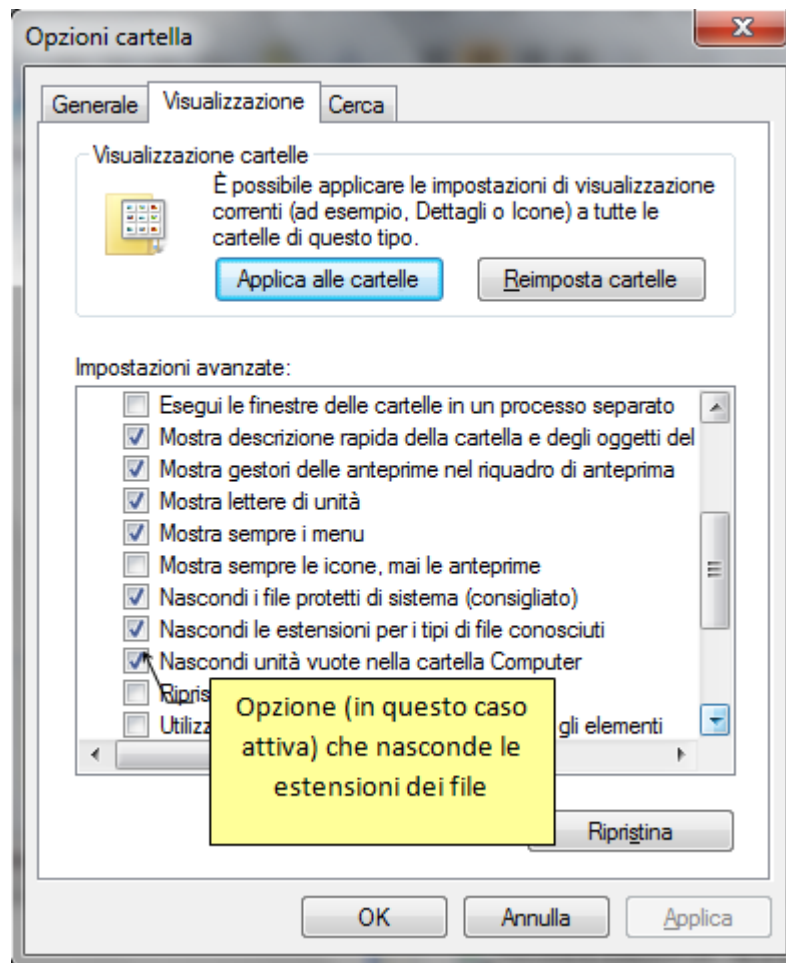 Opzioni cartella
Generale Visualizzazione Cerca
Visualizzazione cartelle
È possibile applicare le impostazioni di visualizzazione
correnti (ad esempio, Dettagli o Icone) a tutte le
cartelle di questo tipo.
Applica alle cartelle Reimposta cartelle
Impostazioni avanzate:
Esegui le finestre delle cartelle in un processo separato
Mostra descrizione rapida della cartella e degli oggetti del
Mostra gestori delle anteprime nel riquadro di anteprima
Mostra lettere di unità
Mostra sempre i menu
Mostra sempre le icone, mai le anteprime
Nascondi i file protetti di sistema (consigliato)
Nascondi le estensioni per i tipi di file conosciuti
Nascondi unità vuote nella cartella Computer
gli elementi
Opzione (in questo caso
attiva) che nasconde le
estensioni dei file
Ripristina
OK Annulla Applica